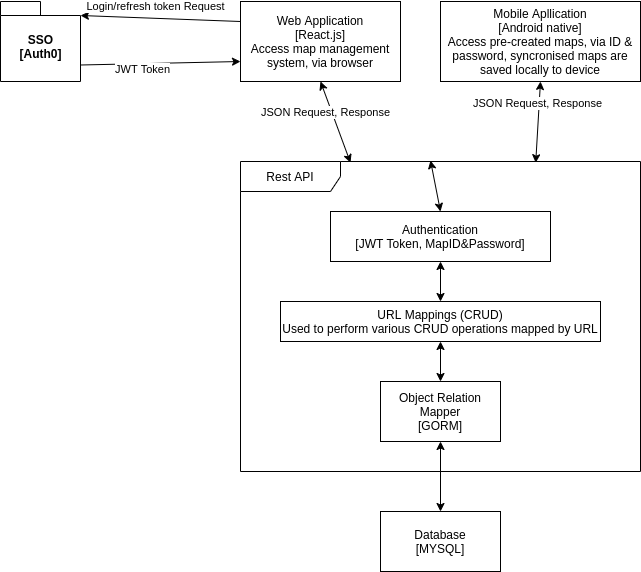 Login/refresh token Request
SSO
[Auth0]
JWT Token
Web Application
[React.js]
Access map management
system, via browser
Mobile Apllication
[Android native]
Access pre-created maps, via ID &
password, syncronised maps are
saved locally to device
JSON Request, Response
JSON Request, Response
Rest API
Authentication
[JWT Token, MapID&Password]
URL Mappings (CRUD)
Used to perform various CRUD operations mapped by URL
Object Relation
Mapper
[GORM]
Database
[MYSQL]